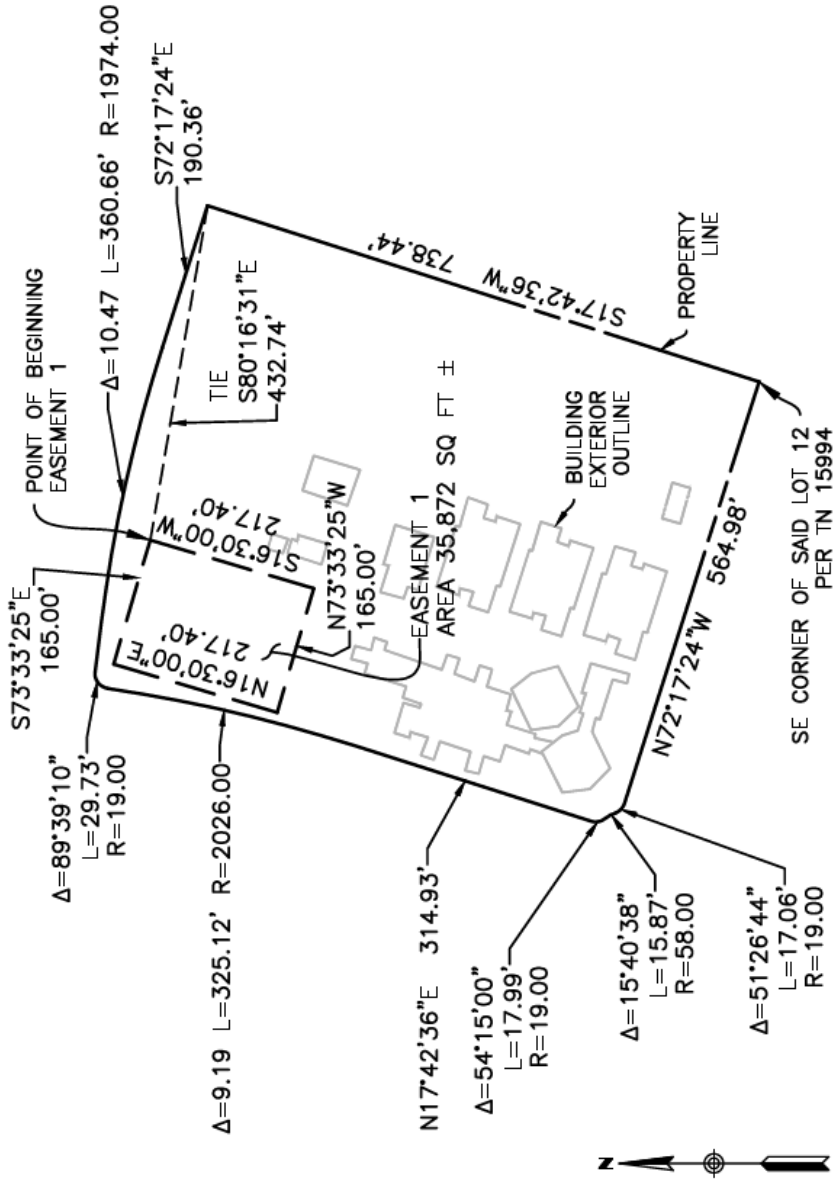 POINT OF BEGINNING
EASEMENT 1
Δ=10.47 L=360.66' R=1974.00
S72°17'24"E
190.36'
S73°33'25"E
165.00'
Δ=89°39'10"
L=29.73'
R=19.00
Δ=9.19 L=325.12' R=2026.00
TIE
S80°16'31"E
432.74'
S16°30'00"W
217.40'
N16°30'00"E
217.40'
N73°33'25"W
165.00'
EASEMENT 1
AREA 35,872 SQ FT ±
738.44'
S17°42'36"W
PROPERTY
LINE
BUILDING
EXTERIOR
OUTLINE
N17°42'36"E 314.93'
N72°17'24"W 564.98'
Δ=54°15'00"
L=17.99'
R=19.00
Δ=15°40'38"
L=15.87'
R=58.00
Δ=51°26'44"
L=17.06'
R=19.00
SE CORNER OF SAID LOT 12
PER TN 15994
N